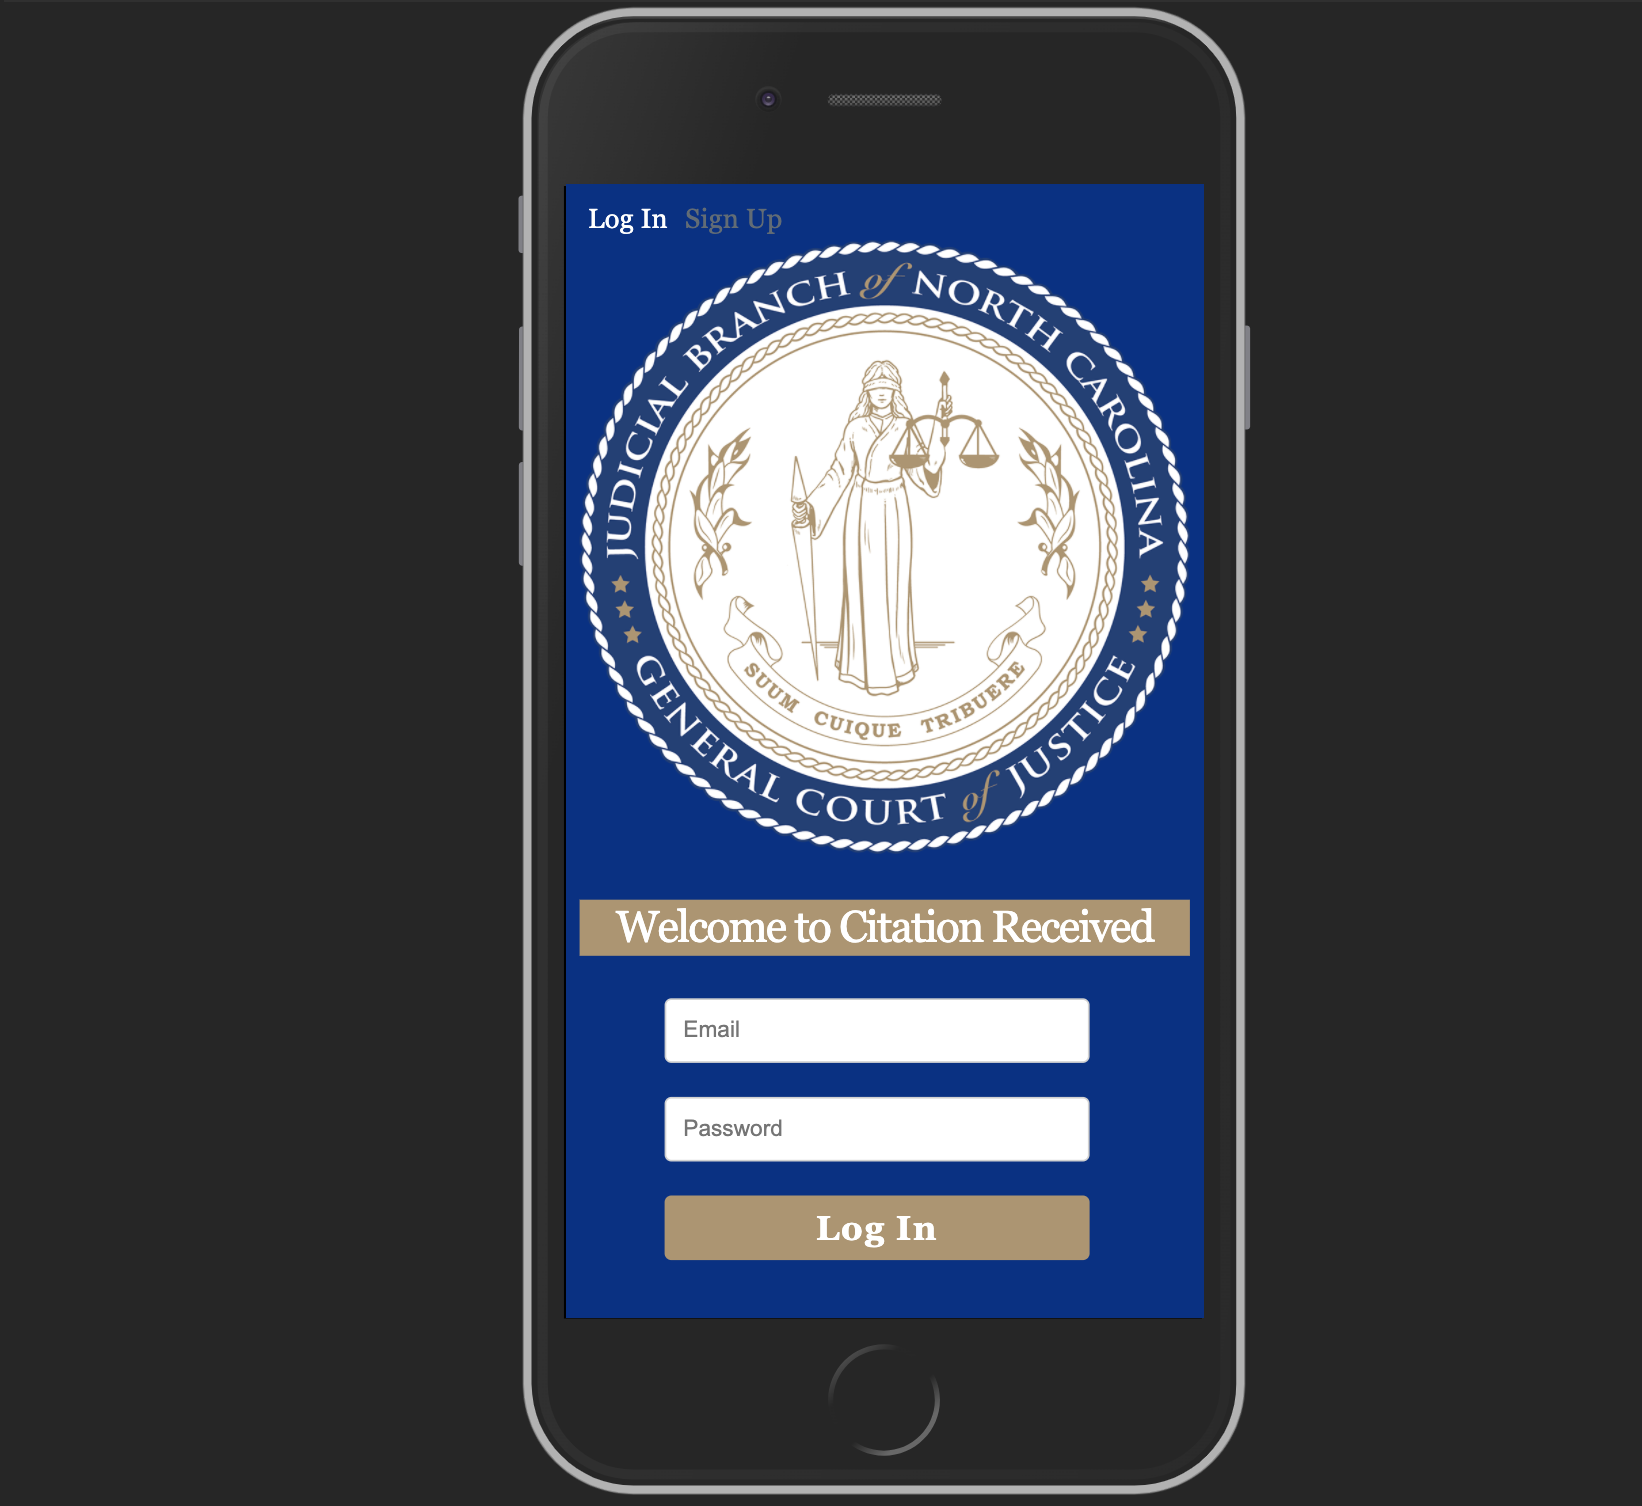 Log In Sign Up
JUDICIAL BRANCH of NORTH CAROLINA
SUUM CUIQUE TRIBUERE
GENERAL COURT of JUSTICE
Welcome to Citation Received
Email
Password
Log In